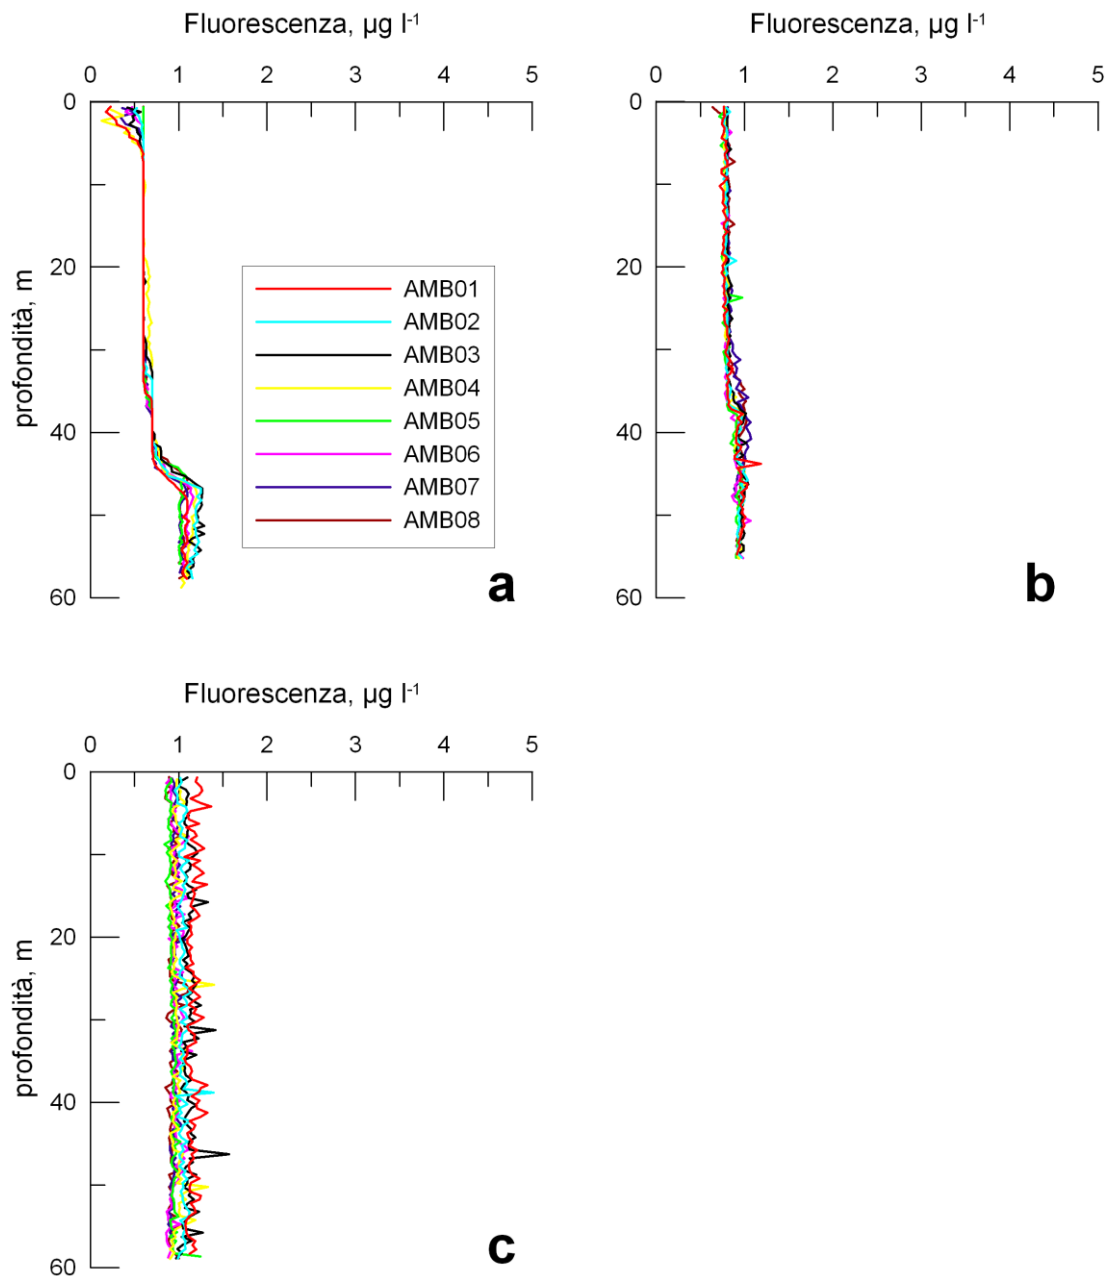 Fluorescenza, µg l-1
0 1 2 3 4 5
0
20
40
60
profondità, m
AMB01
AMB02
AMB03
AMB04
AMB05
AMB06
AMB07
AMB08
a
Fluorescenza, µg l-1
0 1 2 3 4 5
0
20
40
60
b
Fluorescenza, µg l-1
0 1 2 3 4 5
0
20
40
60
profondità, m
c